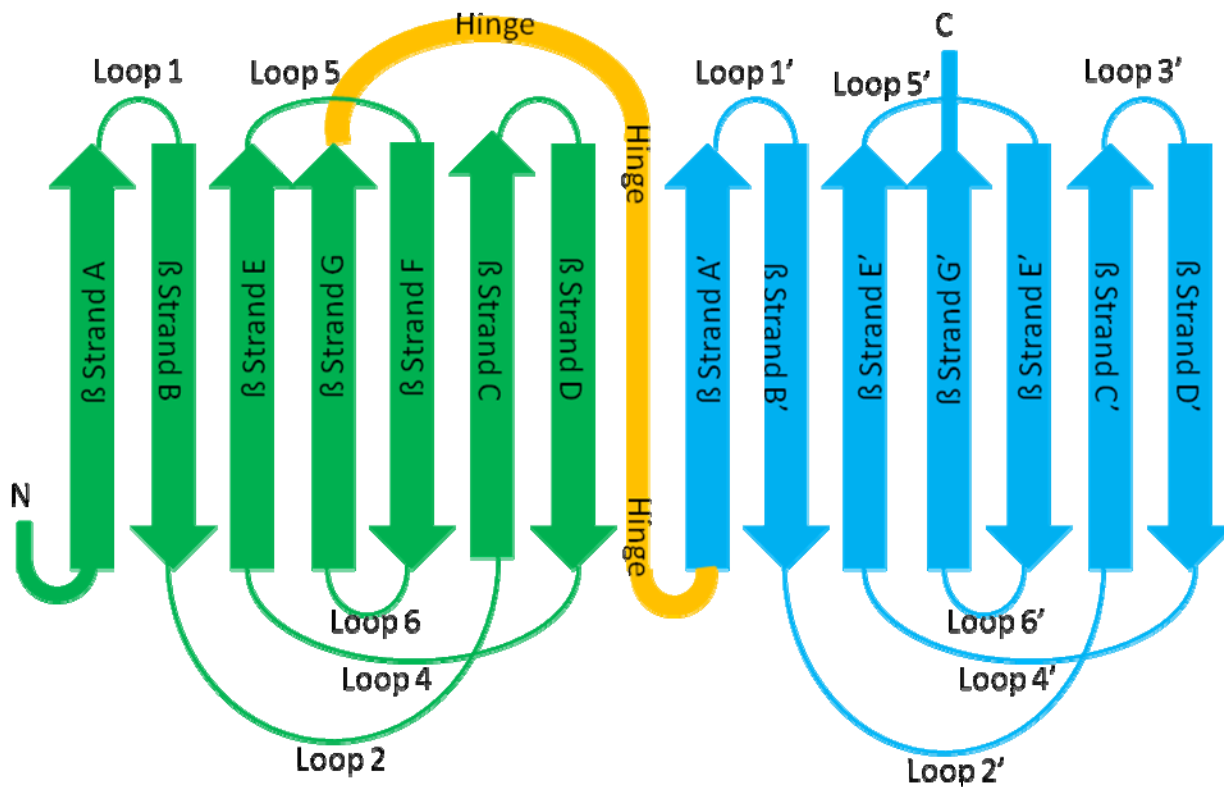 Hinge
C
Loop 1
Loop 5
Loop 1'
Loop 5'
Loop 3'
Hinge
ß Strand A
ß Strand B
ß Strand E
ß Strand G
ß Strand F
ß Strand C
ß Strand D
ß Strand A'
ß Strand B'
ß Strand E'
ß Strand G'
ß Strand E'
ß Strand C'
ß Strand D'
N
Hinge
Loop 6
Loop 6'
Loop 4
Loop 4'
Loop 2
Loop 2'